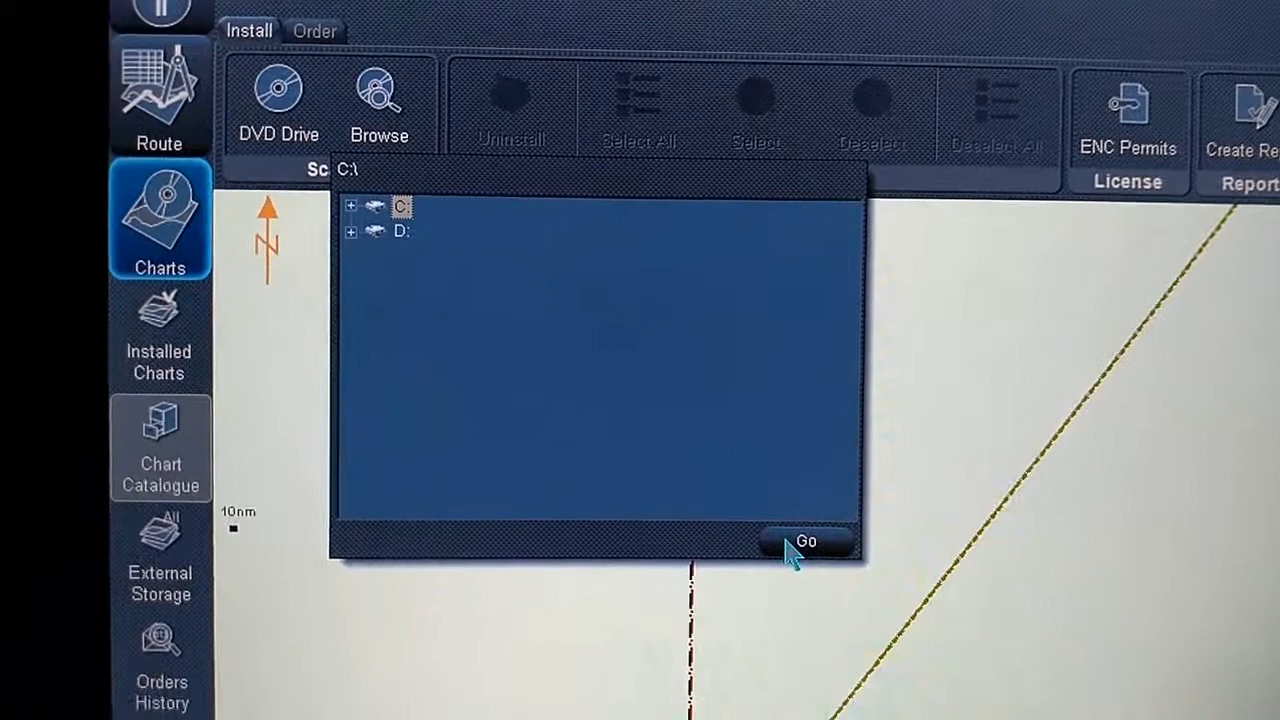 Install
Order
Route
Charts
Installed
Charts
Chart
Catalogue
All
External
Storage
Orders
History
DVD Drive
Browse
Uninstall
Select All
Select
Deselect
Deselect All
ENC Permits
Create Re
Sc
License
Report
C:\
C:
D:
Go
N
10nm